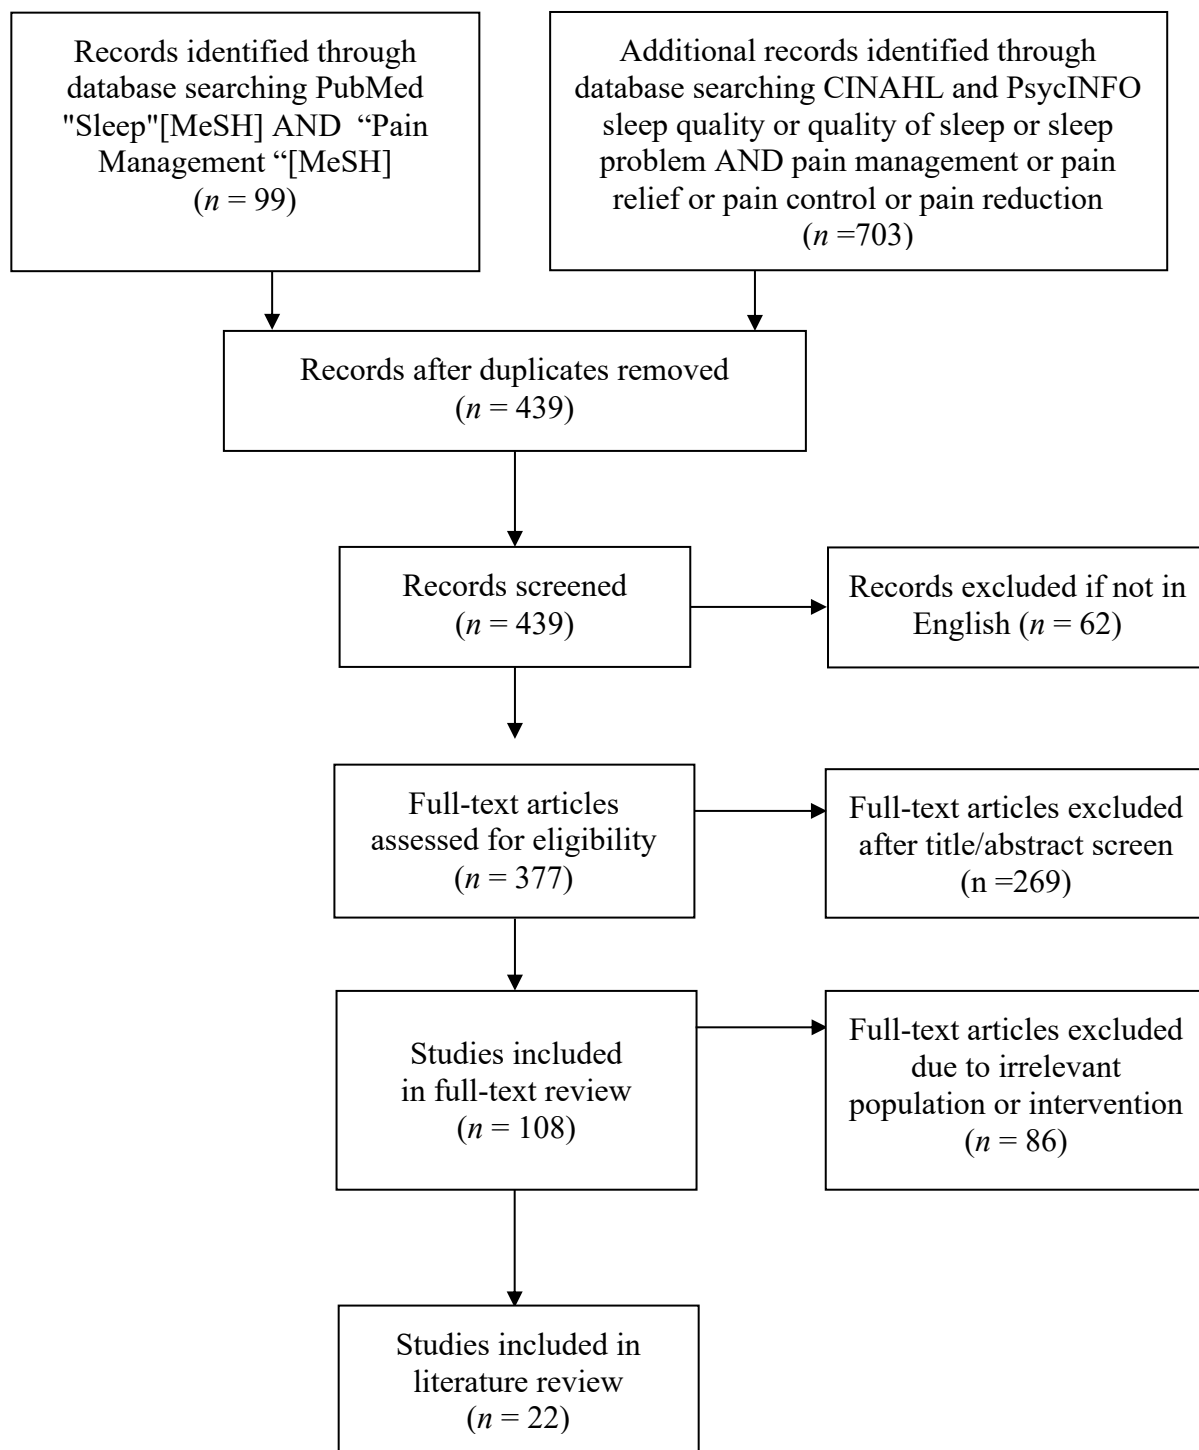 Records identified through
database searching PubMed
"Sleep"[MeSH] AND “Pain
Management “[MeSH]
(n = 99)
Additional records identified through
database searching CINAHL and PsycINFO
sleep quality or quality of sleep or sleep
problem AND pain management or pain
relief or pain control or pain reduction
(n =703)
Records after duplicates removed
(n = 439)
Records screened
(n = 439)
Records excluded if not in
English (n = 62)
Full-text articles
assessed for eligibility
(n = 377)
Full-text articles excluded
after title/abstract screen
(n =269)
Studies included
in full-text review
(n = 108)
Full-text articles excluded
due to irrelevant
population or intervention
(n = 86)
Studies included in
literature review
(n = 22)